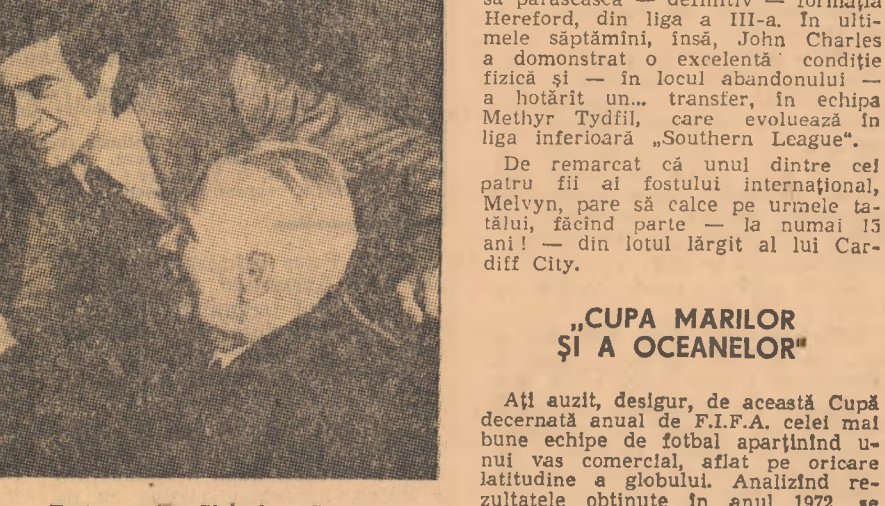 să părăsească — definitiv — formația
Hereford, din liga a III-a. În ulti-
mele săptămîni, însă, John Charles
a domonstrat o excelentă condiție
fizică și — în locul abandonului —
a hotărît un... transfer, în echipa
Methyr Tydfil, care evoluează în
liga inferioară „Southern League“.
De remarcat că unul dintre cei
patru fii ai fostului internațional,
Melvyn, pare să calce pe urmele ta-
tălui, făcînd parte — la numai 15
ani ! — din lotul lărgit al lui Car-
diff City.
„CUPA MĂRILOR
ȘI A OCEANELOR"
Ați auzit, desigur, de această Cupă
decernată anual de F.I.F.A. celei mai
bune echipe de fotbal aparținînd u-
nui vas comercial, aflat pe oricare
latitudine a globului. Analizînd re-
zultatele obținute în anul 1972, se